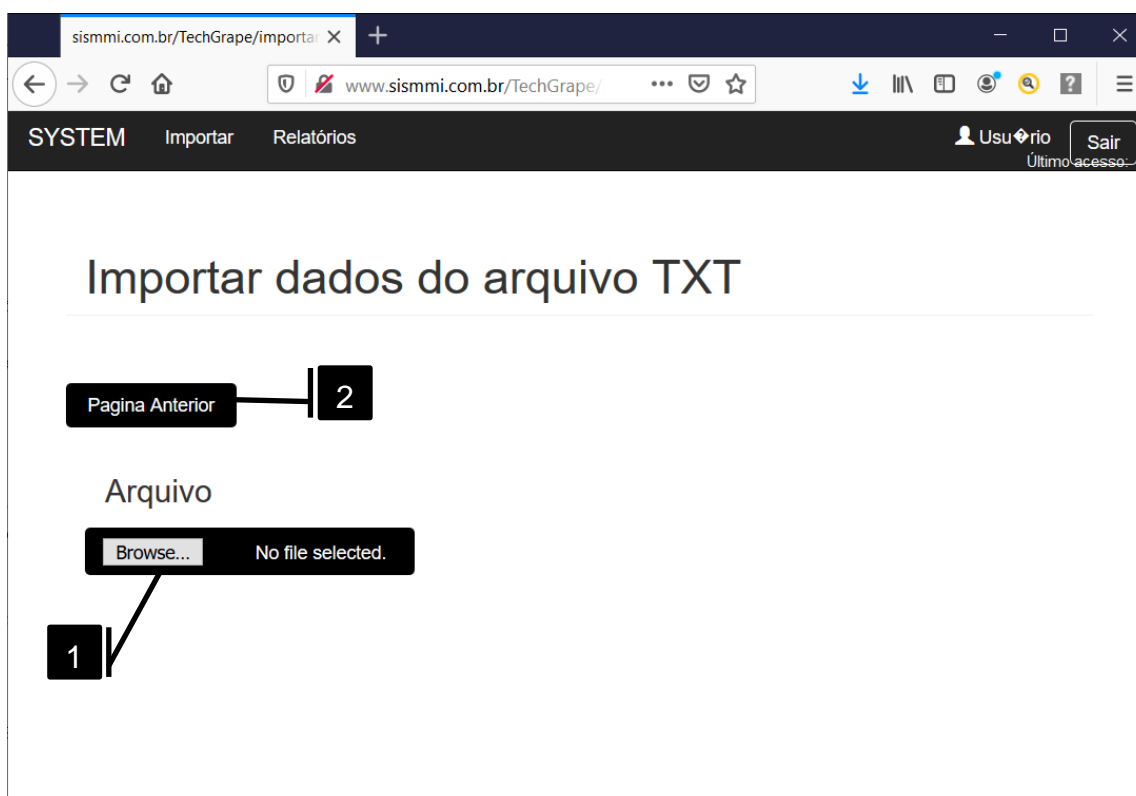 sismmi.com.br/TechGrape/importar
www.sismmi.com.br/TechGrape/
SYSTEM Importar Relatórios Usu�rio Sair
Último acesso:
Importar dados do arquivo TXT
2
Pagina Anterior
Arquivo
Browse... No file selected.
1